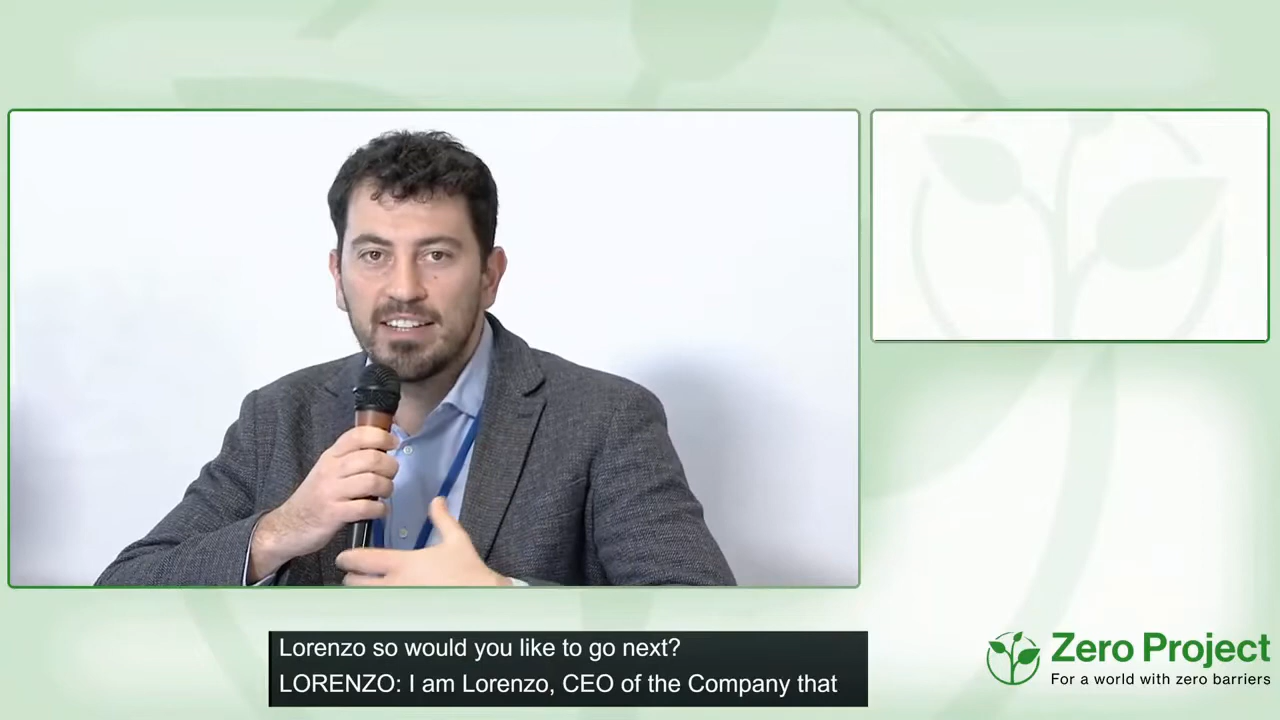 Lorenzo so would you like to go next?
LORENZO: I am Lorenzo, CEO of the Company that
Zero Project
For a world with zero barriers